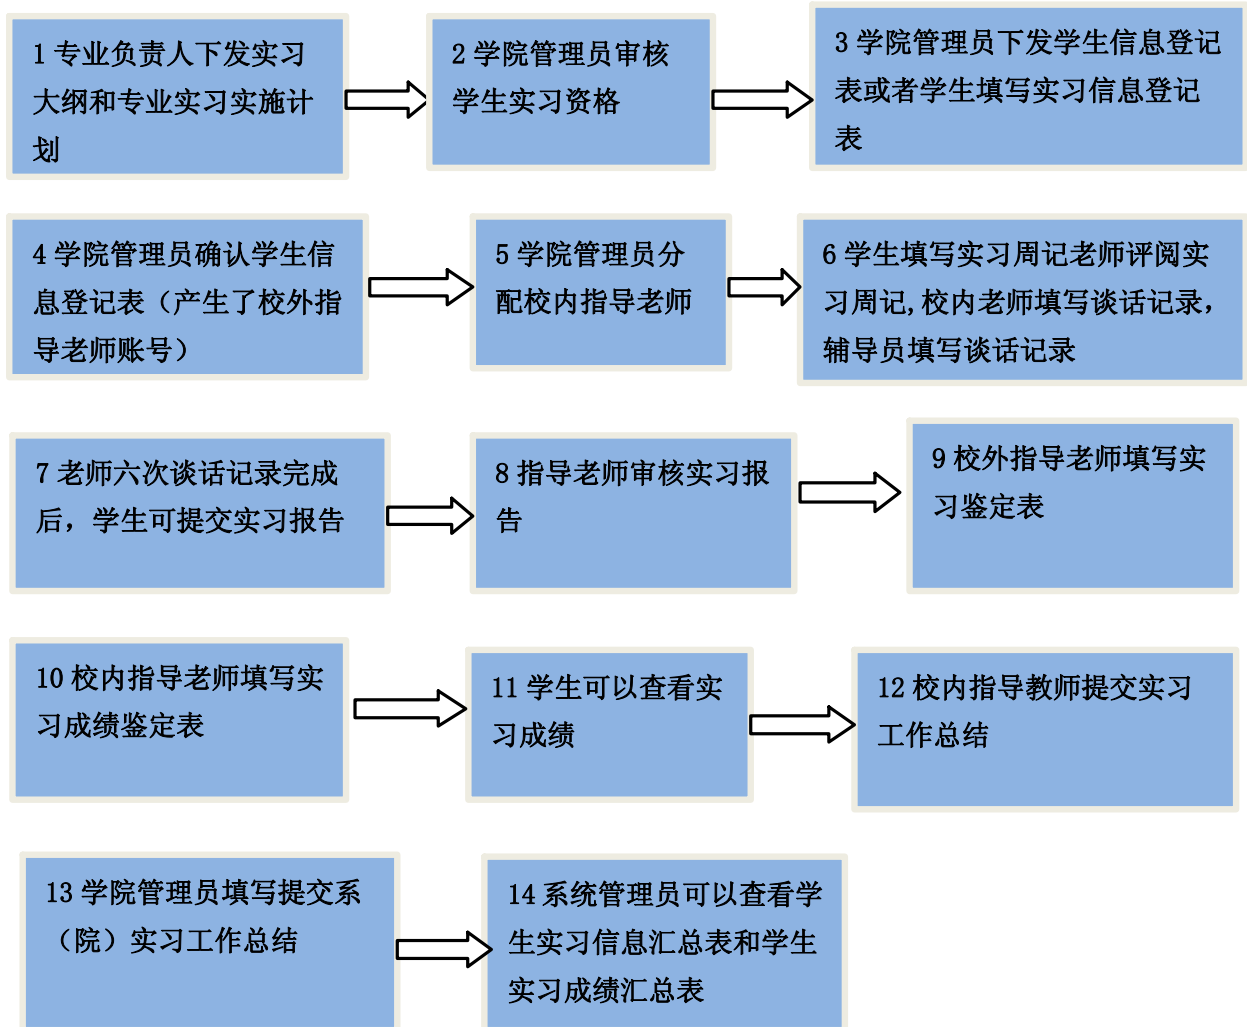 1 专业负责人下发实习
大纲和专业实习实施计
划
2 学院管理员审核
学生实习资格
3 学院管理员下发学生信息登记
表或者学生填写实习信息登记
表
4 学院管理员确认学生信
息登记表（产生了校外指
导老师账号）
5 学院管理员分
配校内指导老师
6 学生填写实习周记老师评阅实
习周记,校内老师填写谈话记录，
辅导员填写谈话记录
7 老师六次谈话记录完成
后，学生可提交实习报告
8 指导老师审核实习报
告
9 校外指导老师填写实
习鉴定表
10 校内指导老师填写实
习成绩鉴定表
11 学生可以查看实
习成绩
12 校内指导教师提交实习
工作总结
13 学院管理员填写提交系
（院）实习工作总结
14 系统管理员可以查看学
生实习信息汇总表和学生
实习成绩汇总表